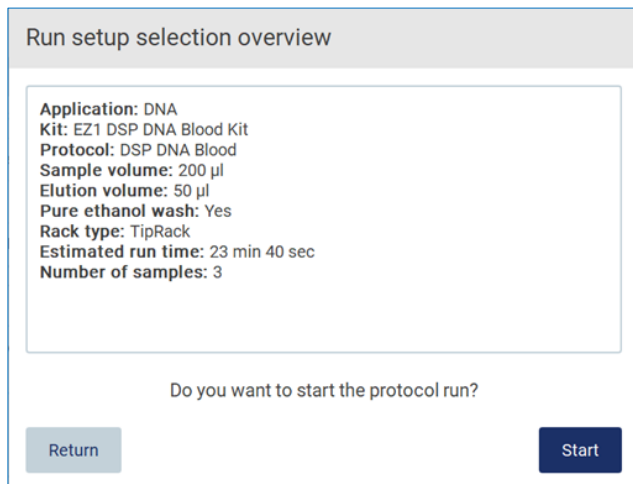 Run setup selection overview
Application: DNA
Kit: EZ1 DSP DNA Blood Kit
Protocol: DSP DNA Blood
Sample volume: 200 µl
Elution volume: 50 µl
Pure ethanol wash: Yes
Rack type: TipRack
Estimated run time: 23 min 40 sec
Number of samples: 3
Do you want to start the protocol run?
Return
Start